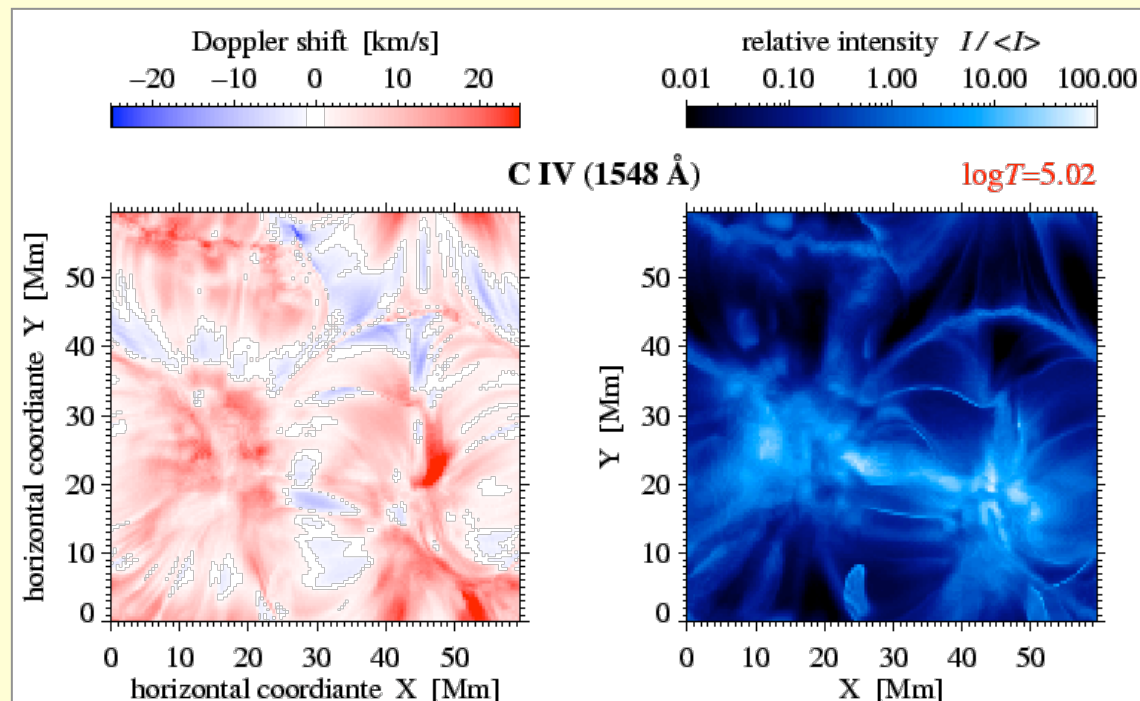 Doppler shift [km/s]
−20 −10 0 10 20
relative intensity I / <I>
0.01 0.10 1.00 10.00 100.00
C IV (1548 Å)
logT=5.02
horizontal coordiante Y [Mm]
50
40
30
20
10
0
0 10 20 30 40 50
horizontal coordiante X [Mm]
Y [Mm]
50
40
30
20
10
0
0 10 20 30 40 50
X [Mm]